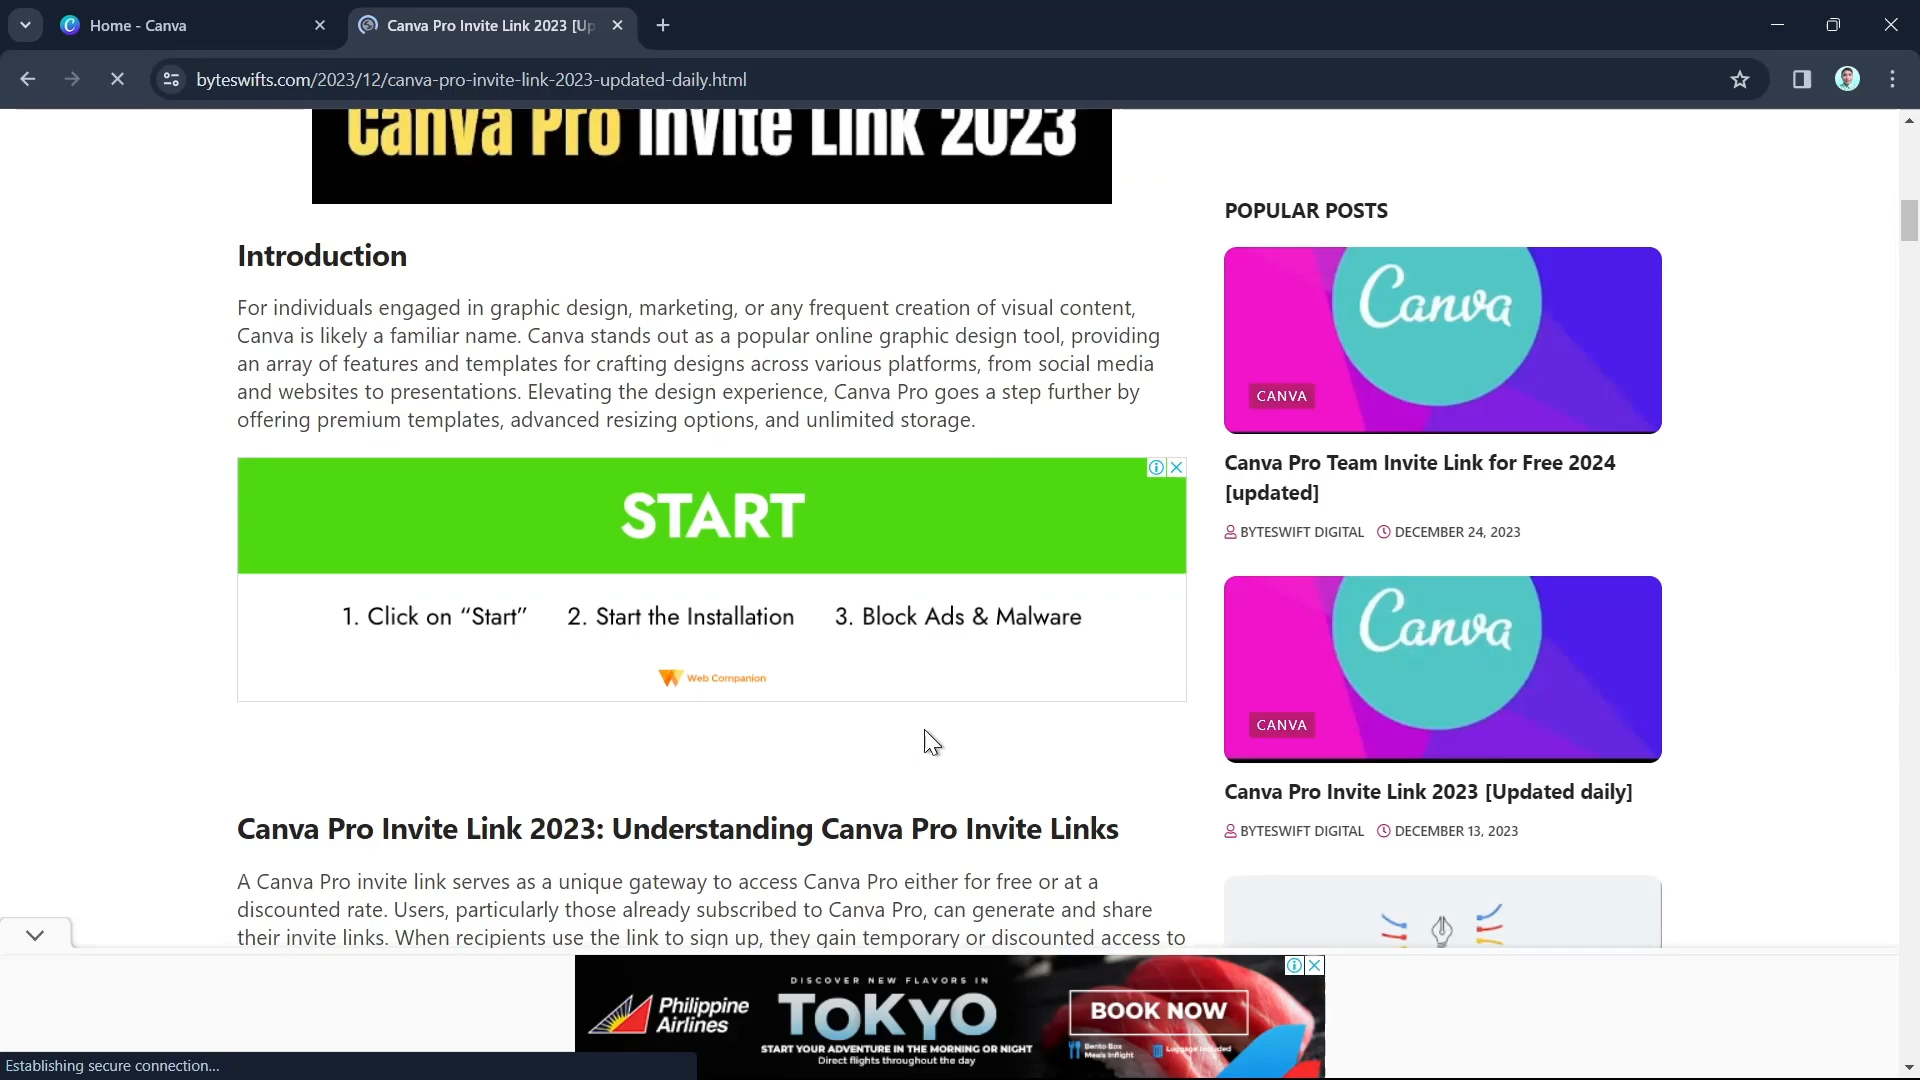 Home - Canva
Canva Pro Invite Link 2023 [Up
byteswifts.com/2023/12/canva-pro-invite-link-2023-updated-daily.html
Canva Pro Invite Link 2023
Introduction
For individuals engaged in graphic design, marketing, or any frequent creation of visual content,
Canva is likely a familiar name. Canva stands out as a popular online graphic design tool, providing
an array of features and templates for crafting designs across various platforms, from social media
and websites to presentations. Elevating the design experience, Canva Pro goes a step further by
offering premium templates, advanced resizing options, and unlimited storage.
START
1. Click on “Start” 2. Start the Installation 3. Block Ads & Malware
Web Companion
Canva Pro Invite Link 2023: Understanding Canva Pro Invite Links
A Canva Pro invite link serves as a unique gateway to access Canva Pro either for free or at a
discounted rate. Users, particularly those already subscribed to Canva Pro, can generate and share
their invite links. When recipients use the link to sign up, they gain temporary or discounted access to
POPULAR POSTS
Canva
CANVA
Canva Pro Team Invite Link for Free 2024
[updated]
BYTESWIFT DIGITAL DECEMBER 24, 2023
Canva
CANVA
Canva Pro Invite Link 2023 [Updated daily]
BYTESWIFT DIGITAL DECEMBER 13, 2023
Philippine
Airlines
DISCOVER NEW FLAVORS IN
TOKYO
START YOUR ADVENTURE IN THE MORNING OR NIGHT
Direct flights throughout the day
BOOK NOW
Bento Box
Meals Inflight
Luggage Included
Establishing secure connection...